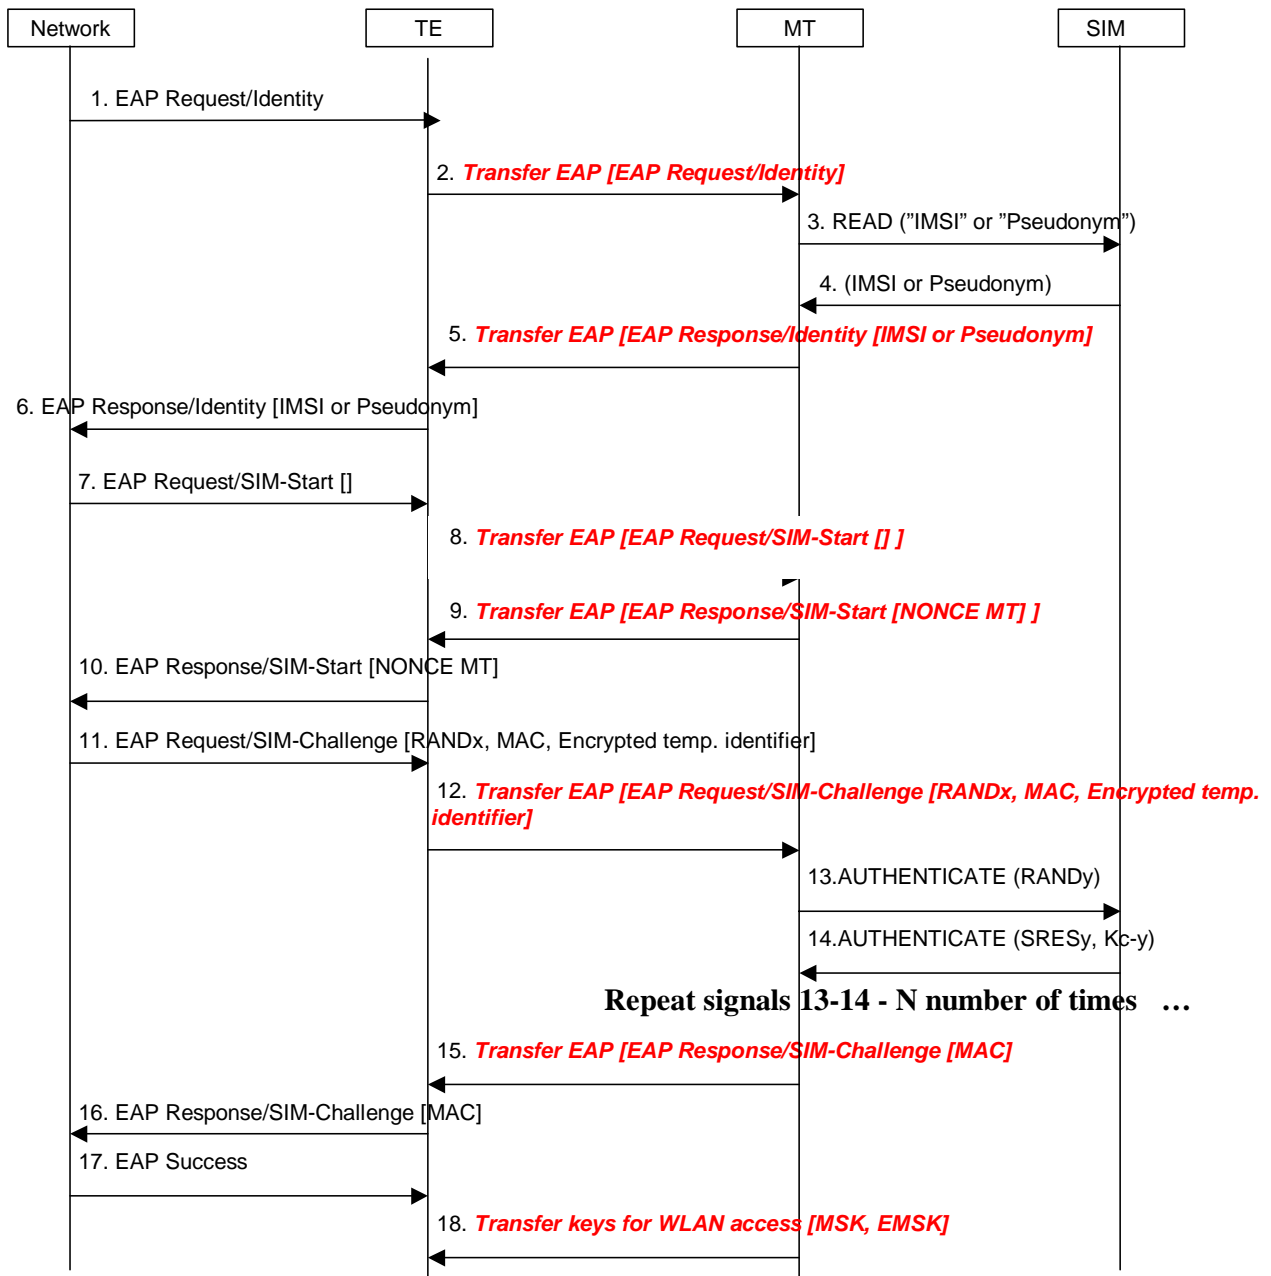 Network TE MT SIM
1. EAP Request/Identity
2. Transfer EAP [EAP Request/Identity]
3. READ (”IMSI” or ”Pseudonym”)
4. (IMSI or Pseudonym)
5. Transfer EAP [EAP Response/Identity [IMSI or Pseudonym]
6. EAP Response/Identity [IMSI or Pseudonym]
7. EAP Request/SIM-Start []
8. Transfer EAP [EAP Request/SIM-Start [] ]
9. Transfer EAP [EAP Response/SIM-Start [NONCE MT] ]
10. EAP Response/SIM-Start [NONCE MT]
11. EAP Request/SIM-Challenge [RANDx, MAC, Encrypted temp. identifier]
12. Transfer EAP [EAP Request/SIM-Challenge [RANDx, MAC, Encrypted temp.
identifier]
13.AUTHENTICATE (RANDy)
14.AUTHENTICATE (SRESy, Kc-y)
Repeat signals 13-14 - N number of times …
15. Transfer EAP [EAP Response/SIM-Challenge [MAC]
16. EAP Response/SIM-Challenge [MAC]
17. EAP Success
18. Transfer keys for WLAN access [MSK, EMSK]